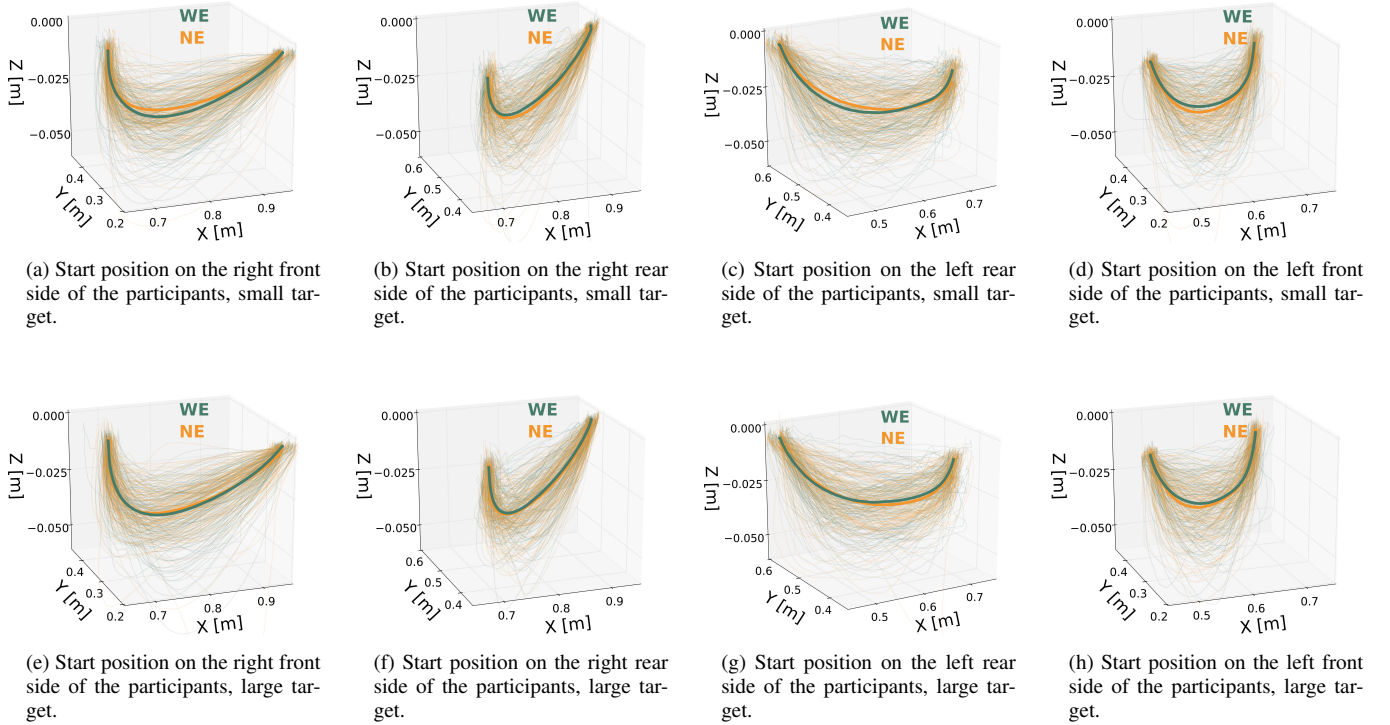 WE
NE
0.000
−0.025
−0.050
Z [m]
0.4
0.3
0.2
Y [m]
0.7
0.8
0.9
X [m]
(a) Start position on the right front
side of the participants, small tar-
get.
WE
NE
0.000
−0.025
−0.050
Z [m]
0.6
0.5
0.4
Y [m]
0.7
0.8
0.9
X [m]
(b) Start position on the right rear
side of the participants, small tar-
get.
WE
NE
0.000
−0.025
−0.050
Z [m]
0.6
0.5
0.4
Y [m]
0.5
0.6
0.7
X [m]
(c) Start position on the left rear
side of the participants, small tar-
get.
WE
NE
0.000
−0.025
−0.050
Z [m]
0.4
0.3
0.2
Y [m]
0.5
0.6
0.7
X [m]
(d) Start position on the left front
side of the participants, small tar-
get.
WE
NE
0.000
−0.025
−0.050
Z [m]
0.4
0.3
0.2
Y [m]
0.7
0.8
0.9
X [m]
(e) Start position on the right front
side of the participants, large tar-
get.
WE
NE
0.000
−0.025
−0.050
Z [m]
0.6
0.5
0.4
Y [m]
0.7
0.8
0.9
X [m]
(f) Start position on the right rear
side of the participants, large tar-
get.
WE
NE
0.000
−0.025
−0.050
Z [m]
0.6
0.5
0.4
Y [m]
0.5
0.6
0.7
X [m]
(g) Start position on the left rear
side of the participants, large tar-
get.
WE
NE
0.000
−0.025
−0.050
Z [m]
0.4
0.3
0.2
Y [m]
0.5
0.6
0.7
X [m]
(h) Start position on the left front
side of the participants, large tar-
get.